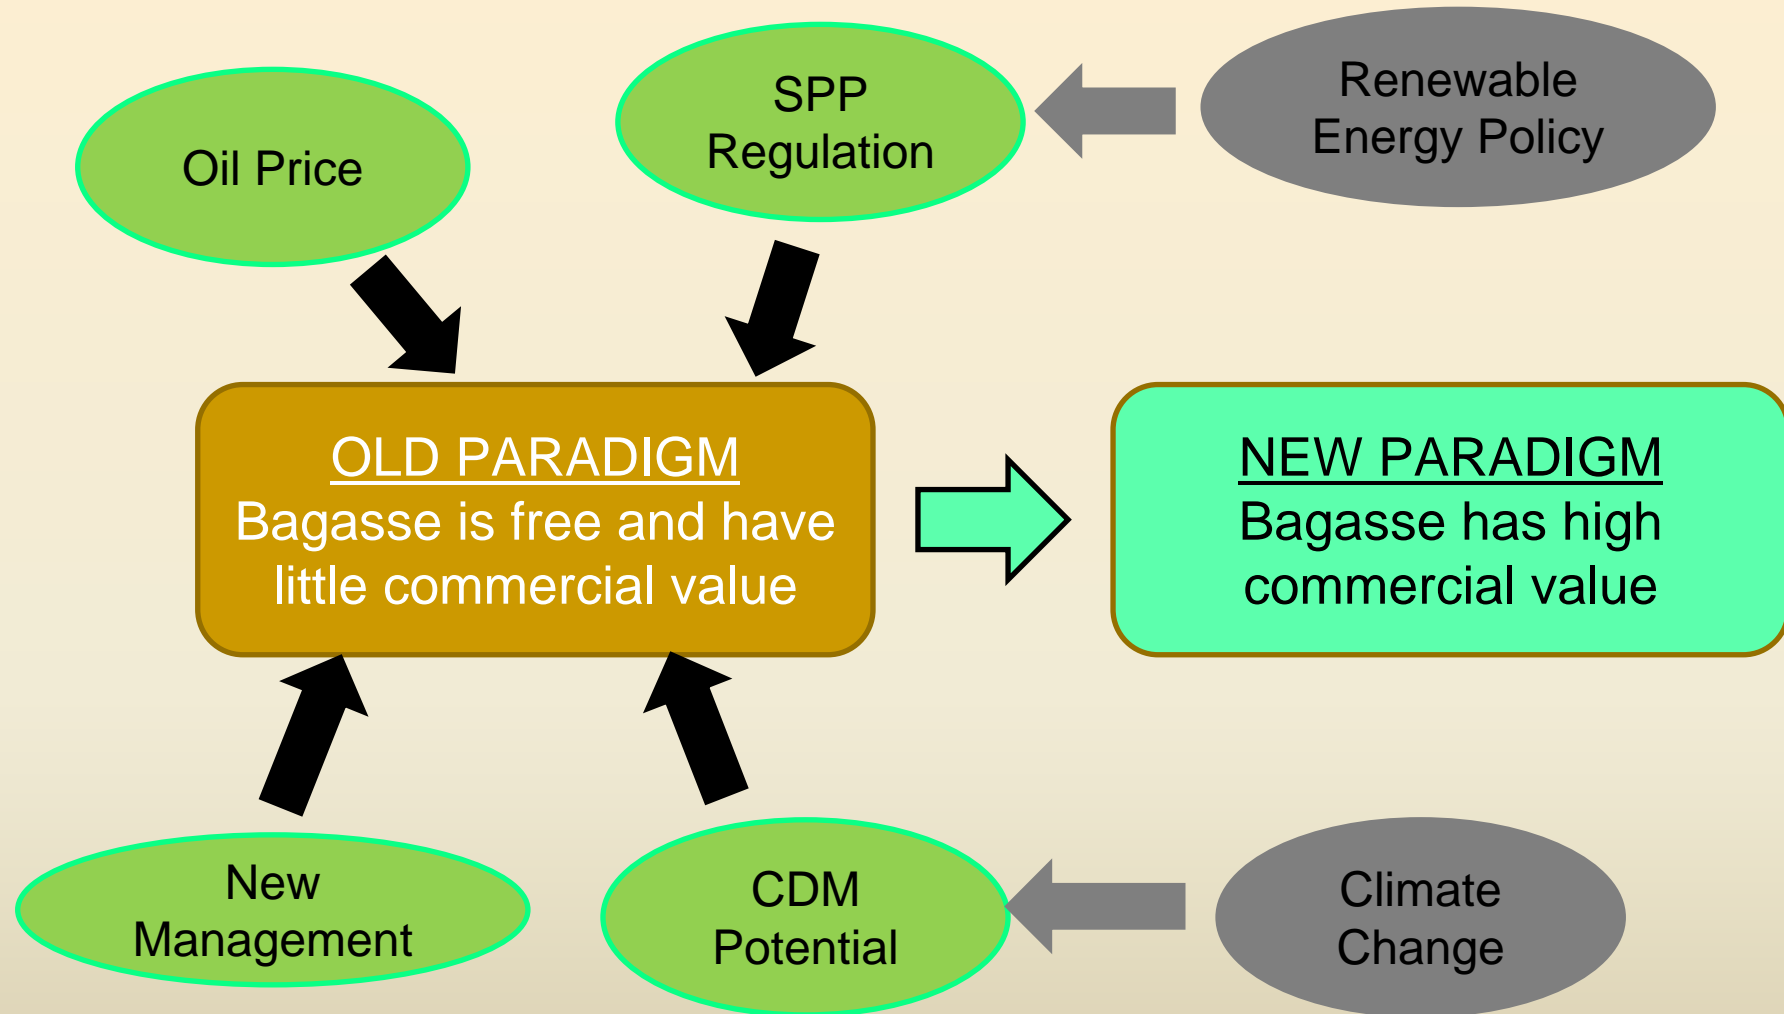 Oil Price
SPP
Regulation
Renewable
Energy Policy
OLD PARADIGM
Bagasse is free and have
little commercial value
NEW PARADIGM
Bagasse has high
commercial value
New
Management
CDM
Potential
Climate
Change